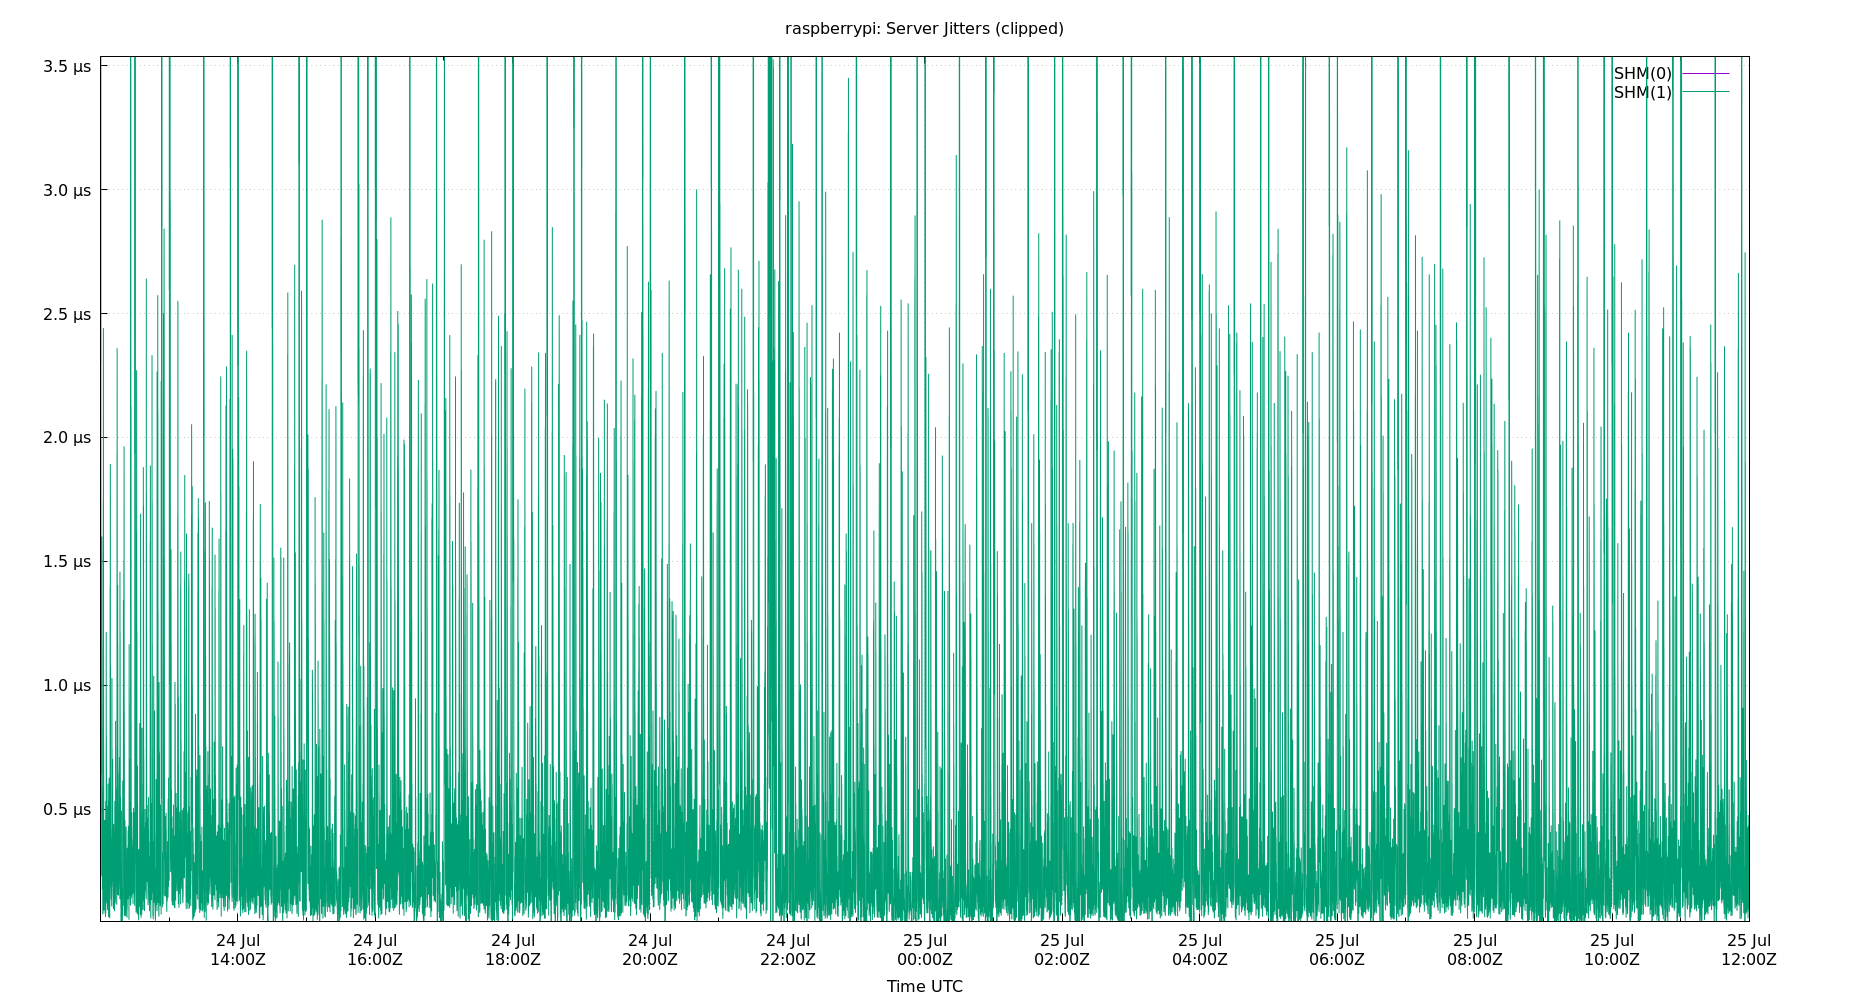 raspberrypi: Server Jitters (clipped)
SHM(0)
SHM(1)
3.5 µs
3.0 µs
2.5 µs
2.0 µs
1.5 µs
1.0 µs
0.5 µs
24 Jul 24 Jul 24 Jul 24 Jul 24 Jul 25 Jul 25 Jul 25 Jul 25 Jul 25 Jul 25 Jul 25 Jul
14:00Z 16:00Z 18:00Z 20:00Z 22:00Z 00:00Z 02:00Z 04:00Z 06:00Z 08:00Z 10:00Z 12:00Z
Time UTC